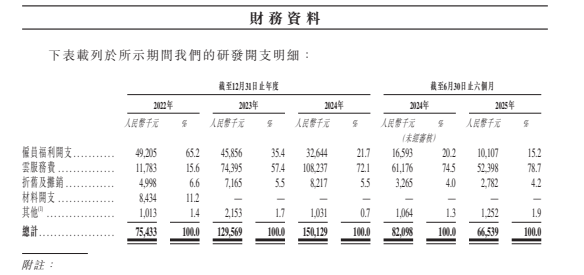 財務資料
下表載列於所示期間我們的研發開支明細：
截至12月31日止年度 截至6月30日止六個月
2022年 2023年 2024年 2024年 2025年
人民幣千元 % 人民幣千元 % 人民幣千元 % 人民幣千元 % 人民幣千元 %
(未經審核)
僱員福利開支........... 49,205 65.2 45,856 35.4 32,644 21.7 16,593 20.2 10,107 15.2
雲服務費............... 11,783 15.6 74,395 57.4 108,237 72.1 61,176 74.5 52,398 78.7
折舊及攤銷............. 4,998 6.6 7,165 5.5 8,217 5.5 3,265 4.0 2,782 4.2
材料開支............... 8,434 11.2 — — — — — — — —
其他(1)................ 1,013 1.4 2,153 1.7 1,031 0.7 1,064 1.3 1,252 1.9
總計................... 75,433 100.0 129,569 100.0 150,129 100.0 82,098 100.0 66,539 100.0
附註：